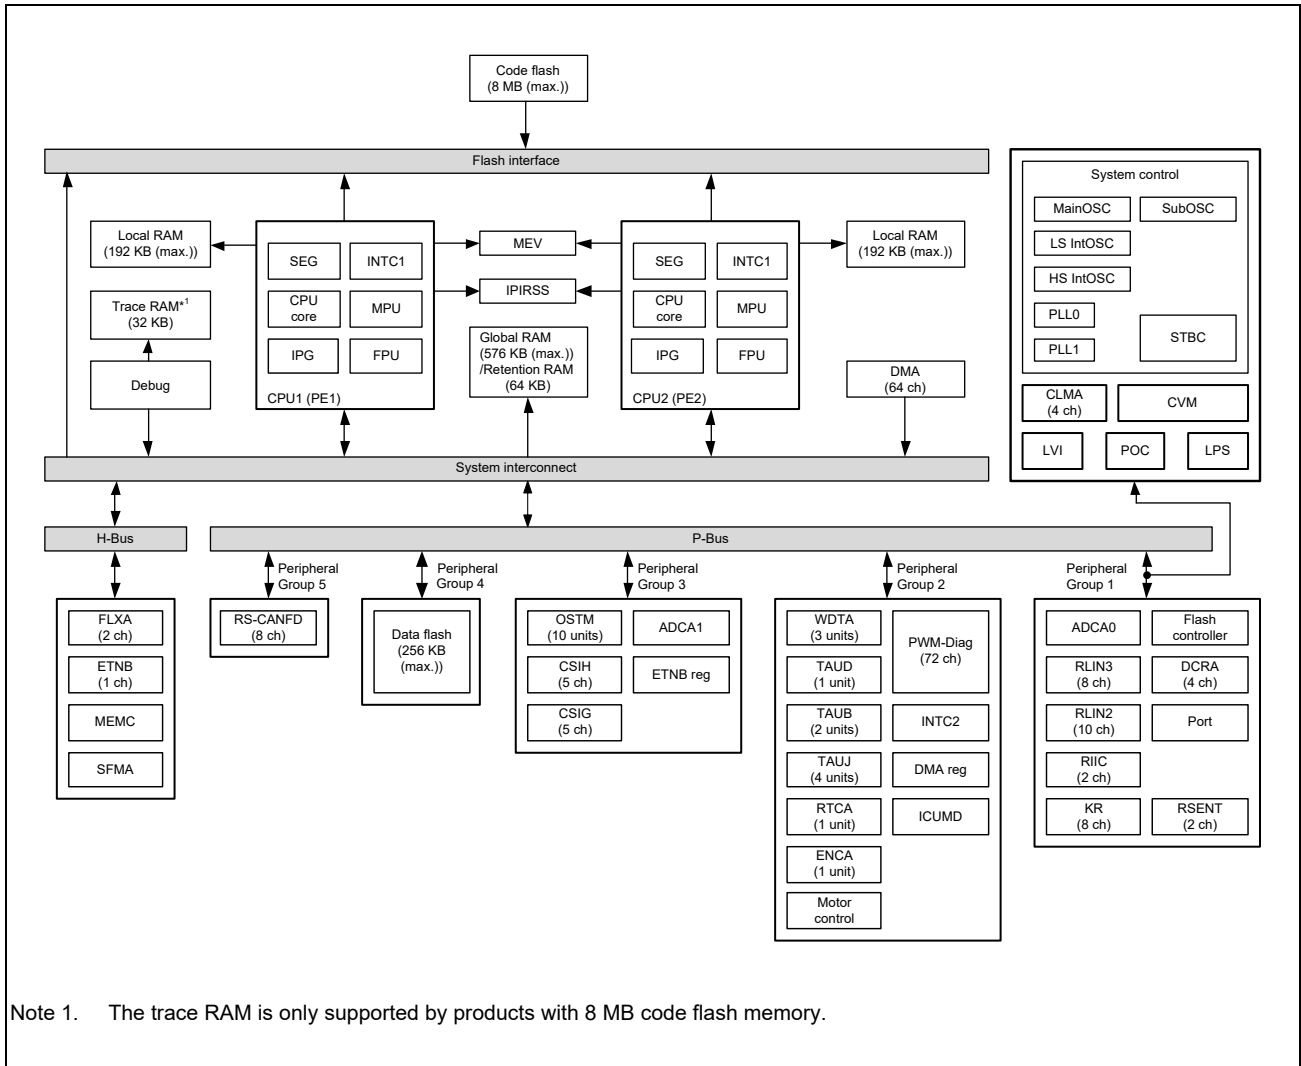 Code flash
(8 MB (max.))
Flash interface
Local RAM
(192 KB (max.))
Trace RAM*1
(32 KB)
Debug
SEG
INTC1
CPU
core
MPU
IPG
FPU
CPU1 (PE1)
MEV
IPIRSS
Global RAM
(576 KB (max.))
/Retention RAM
(64 KB)
SEG
INTC1
CPU
core
MPU
IPG
FPU
CPU2 (PE2)
Local RAM
(192 KB (max.))
DMA
(64 ch)
System control
MainOSC
SubOSC
LS IntOSC
HS IntOSC
PLL0
PLL1
STBC
CLMA
(4 ch)
CVM
LVI
POC
LPS
System interconnect
H-Bus
P-Bus
Peripheral
Group 5
Peripheral
Group 4
Peripheral
Group 3
Peripheral
Group 2
Peripheral
Group 1
FLXA
(2 ch)
ETNB
(1 ch)
MEMC
SFMA
RS-CANFD
(8 ch)
Data flash
(256 KB
(max.))
OSTM
(10 units)
ADCA1
CSIH
(5 ch)
ETNB reg
CSIG
(5 ch)
WDTA
(3 units)
PWM-Diag
(72 ch)
TAUD
(1 unit)
TAUB
(2 units)
INTC2
TAUJ
(4 units)
DMA reg
RTCA
(1 unit)
ICUMD
ENCA
(1 unit)
Motor
control
ADCA0
Flash
controller
RLIN3
(8 ch)
DCRA
(4 ch)
RLIN2
(10 ch)
Port
RIIC
(2 ch)
KR
(8 ch)
RSENT
(2 ch)
Note 1. The trace RAM is only supported by products with 8 MB code flash memory.